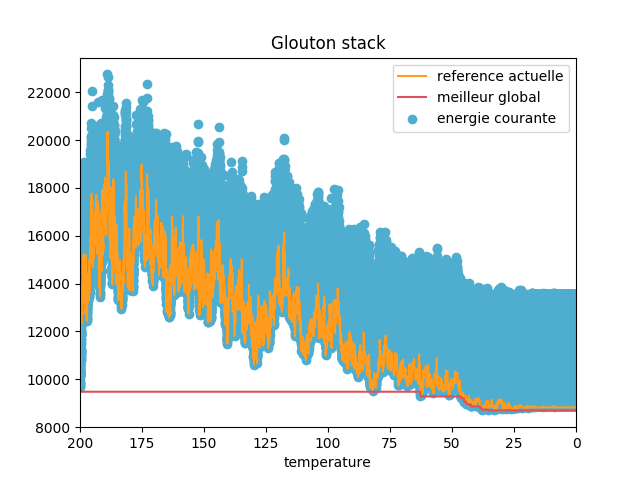 Glouton stack
reference actuelle
meilleur global
energie courante
22000
20000
18000
16000
14000
12000
10000
8000
200 175 150 125 100 75 50 25 0
temperature